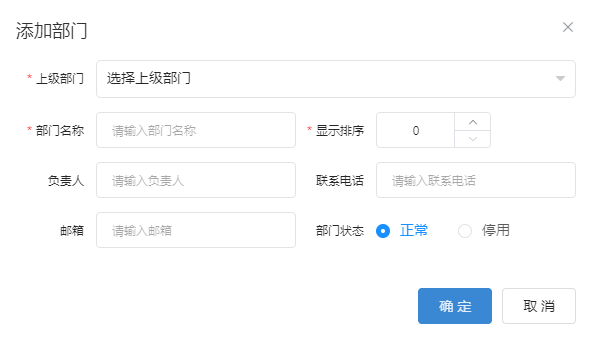 添加部门
* 上级部门 选择上级部门
* 部门名称 请输入部门名称 * 显示排序 0
负责人 请输入负责人 联系电话 请输入联系电话
邮箱 请输入邮箱 部门状态 正常 停用
确 定 取 消